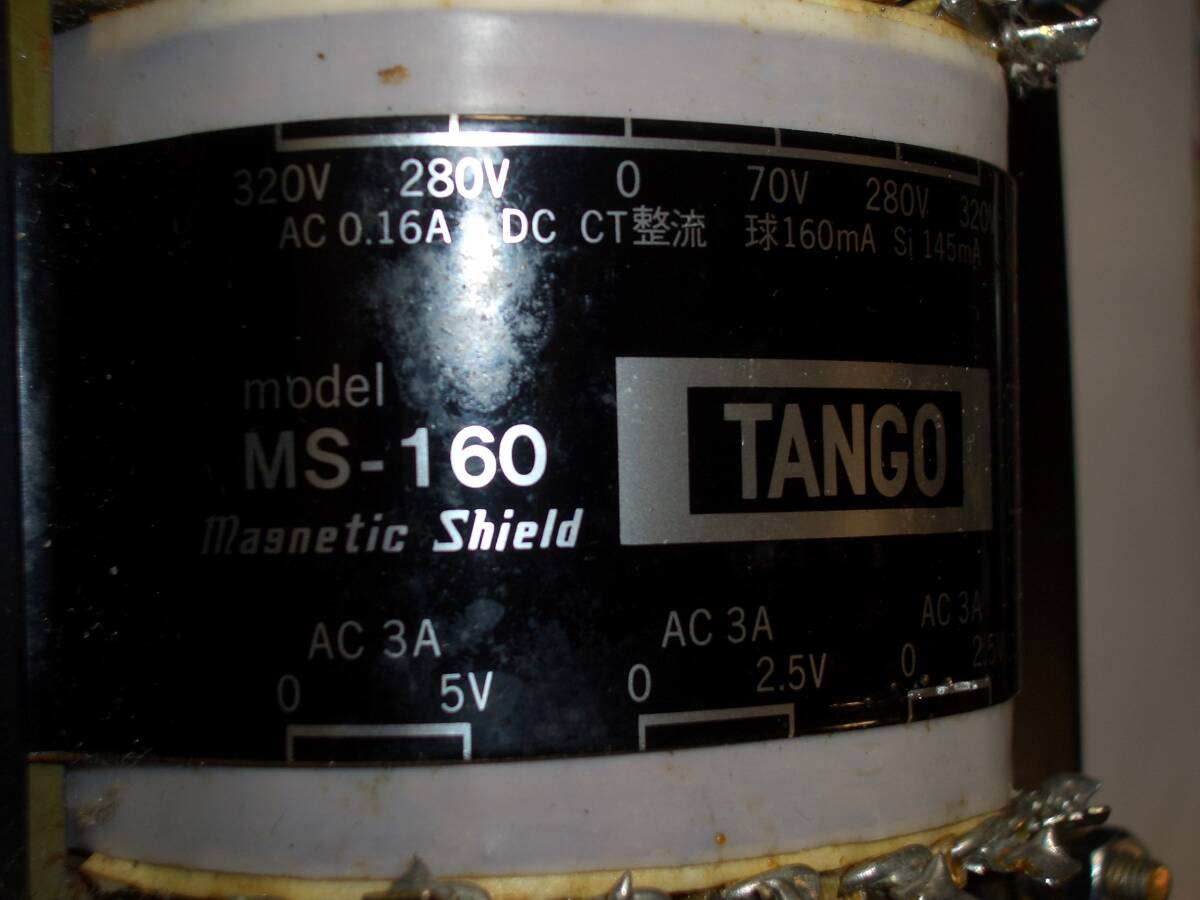 320V 280V 0 70V 280V 320V
AC 0.16A DC CT整流 球160mA Si 145mA
model
MS-160
Magnetic Shield
TANGO
AC 3A AC 3A AC 3A
0 5V 0 2.5V 0 2.5V